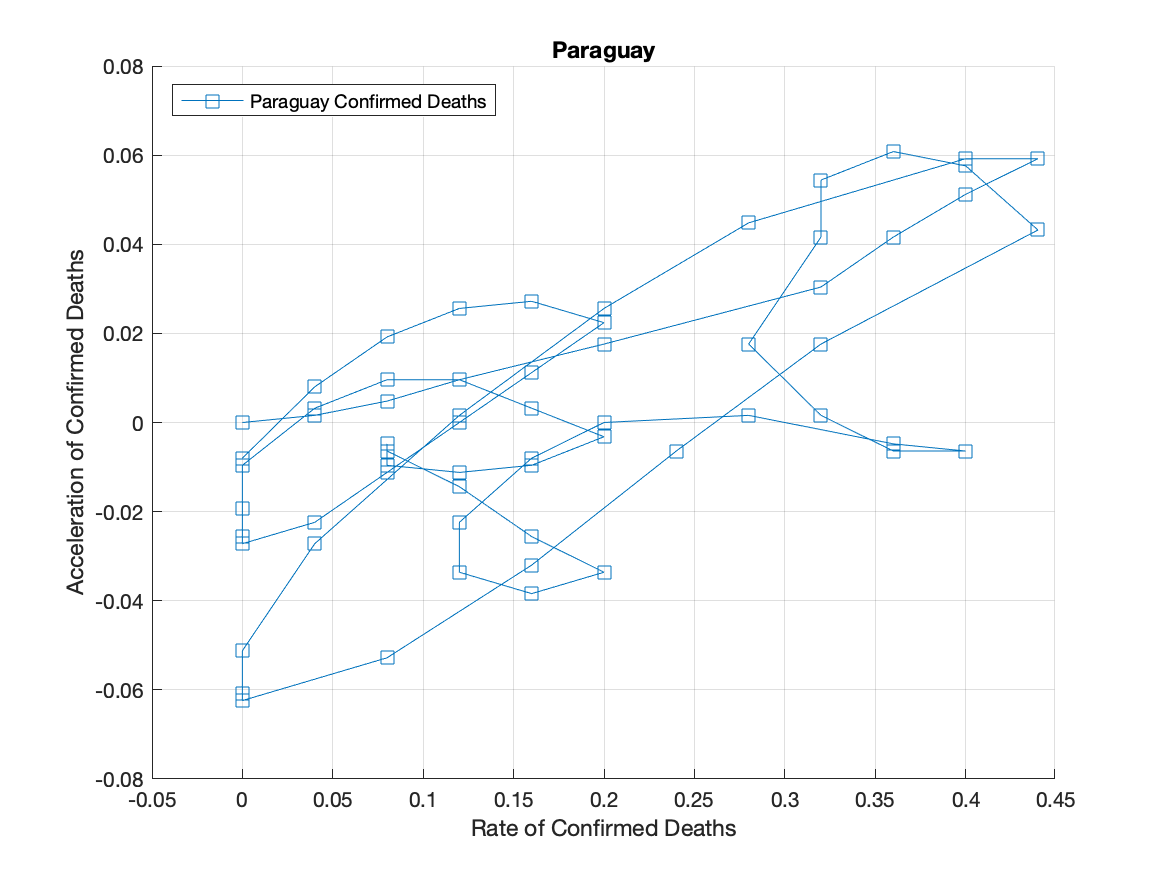 Paraguay
0.08
Paraguay Confirmed Deaths
0.06
0.04
0.02
0
-0.02
-0.04
-0.06
-0.08
Acceleration of Confirmed Deaths
-0.05 0 0.05 0.1 0.15 0.2 0.25 0.3 0.35 0.4 0.45
Rate of Confirmed Deaths